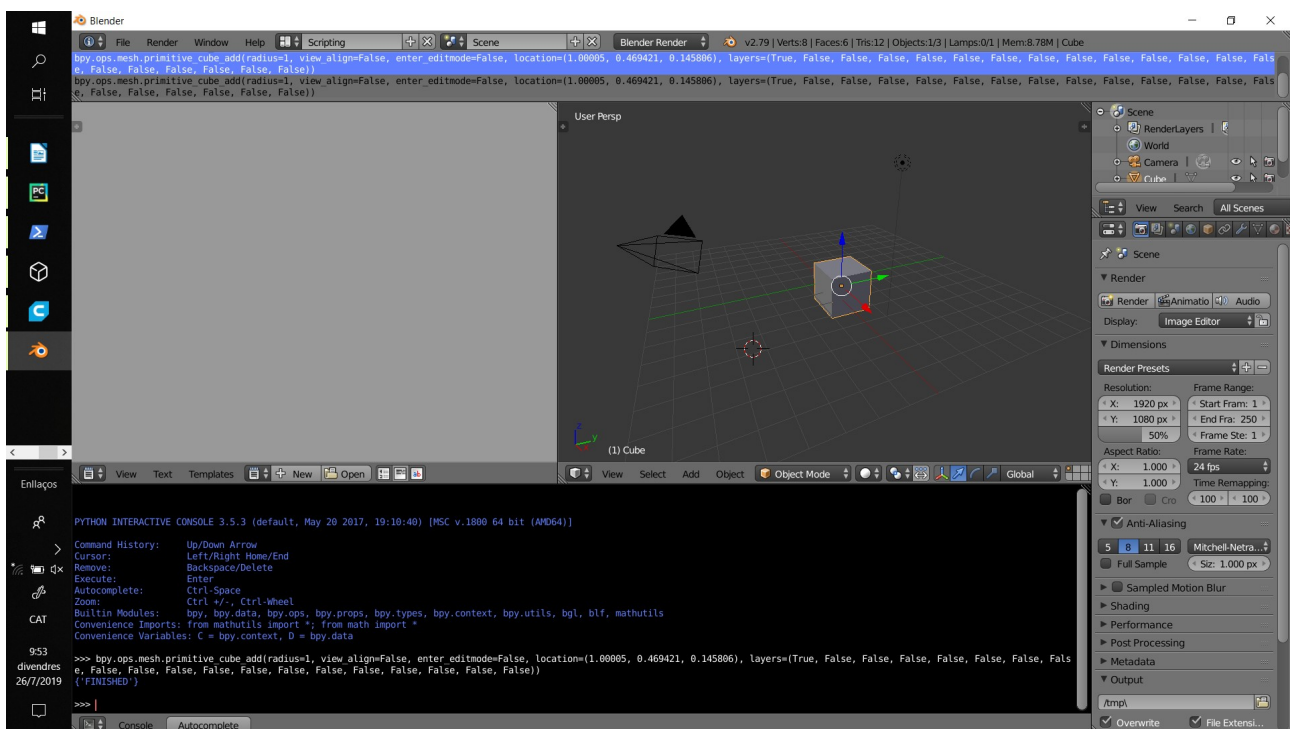 Blender
File Render Window Help Scripting Scene Blender Render v2.79 | Verts:8 | Faces:6 | Tris:12 | Objects:1/3 | Lamps:0/1 | Mem:8.78M | Cube
bpy.ops.mesh.primitive_cube_add(radius=1, view_align=False, enter_editmode=False, location=(1.00005, 0.469421, 0.145806), layers=(True, False, False, False, False, False, False, False, False, False, False, False, Fals
e, False, False, False, False, False, False))
bpy.ops.mesh.primitive_cube_add(radius=1, view_align=False, enter_editmode=False, location=(1.00005, 0.469421, 0.145806), layers=(True, False, False, False, False, False, False, False, False, False, False, False, Fals
e, False, False, False, False, False, False))
User Persp
z
y
(1) Cube
View Text Templates New Open
View Select Add Object Object Mode Global
PYTHON INTERACTIVE CONSOLE 3.5.3 (default, May 20 2017, 19:10:40) [MSC v.1800 64 bit (AMD64)]
Command History: Up/Down Arrow
Cursor: Left/Right Home/End
Remove: Backspace/Delete
Execute: Enter
Autocomplete: Ctrl-Space
Zoom: Ctrl +/-, Ctrl-Wheel
Builtin Modules: bpy, bpy.data, bpy.ops, bpy.props, bpy.types, bpy.context, bpy.utils, bgl, blf, mathutils
Convenience Imports: from mathutils import *; from math import *
Convenience Variables: C = bpy.context, D = bpy.data
>>> bpy.ops.mesh.primitive_cube_add(radius=1, view_align=False, enter_editmode=False, location=(1.00005, 0.469421, 0.145806), layers=(True, False, False, False, False, False, False, Fals
e, False, False, False, False, False, False, False, False, False, False, False, False))
{'FINISHED'}
>>>
Console Autocomplete
Scene
RenderLayers
World
Camera
Cube
View Search All Scenes
Scene
Render
Render Animatio Audio
Display: Image Editor
Dimensions
Render Presets
Resolution: Frame Range:
X: 1920 px Start Fram: 1
Y: 1080 px End Fra: 250
50% Frame Ste: 1
Aspect Ratio: Frame Rate:
X: 1.000 24 fps
Y: 1.000 Time Remapping:
Bor Cro 100 100
Anti-Aliasing
5 8 11 16 Mitchell-Netra...
Full Sample Siz: 1.000 px
Sampled Motion Blur
Shading
Performance
Post Processing
Metadata
Output
/tmp\
Overwrite File Extensi...
PC
Enllaços
CAT
9:53
divendres
26/7/2019